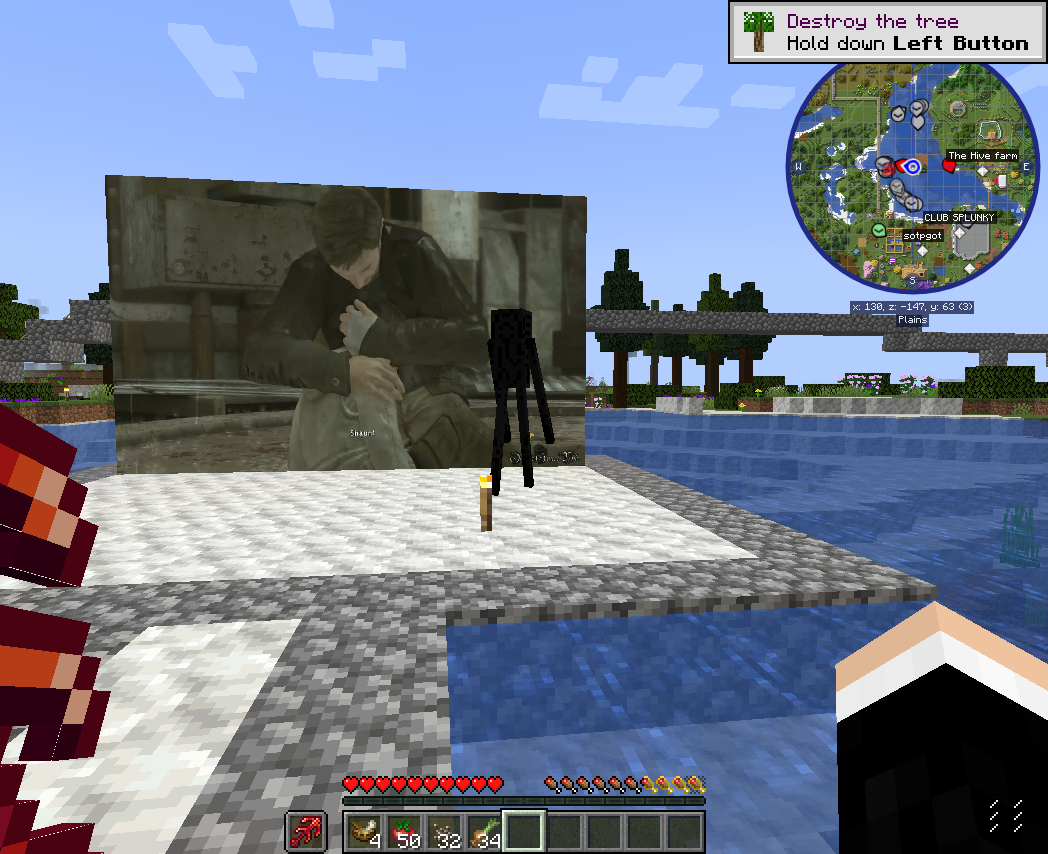 Destroy the tree
Hold down Left Button
The Hive farm
W
E
CLUB SPLUNKY
sotpgot
S
x: 130, z: -147, y: 63 (3)
Plains
Shaun!
4
50
32
34